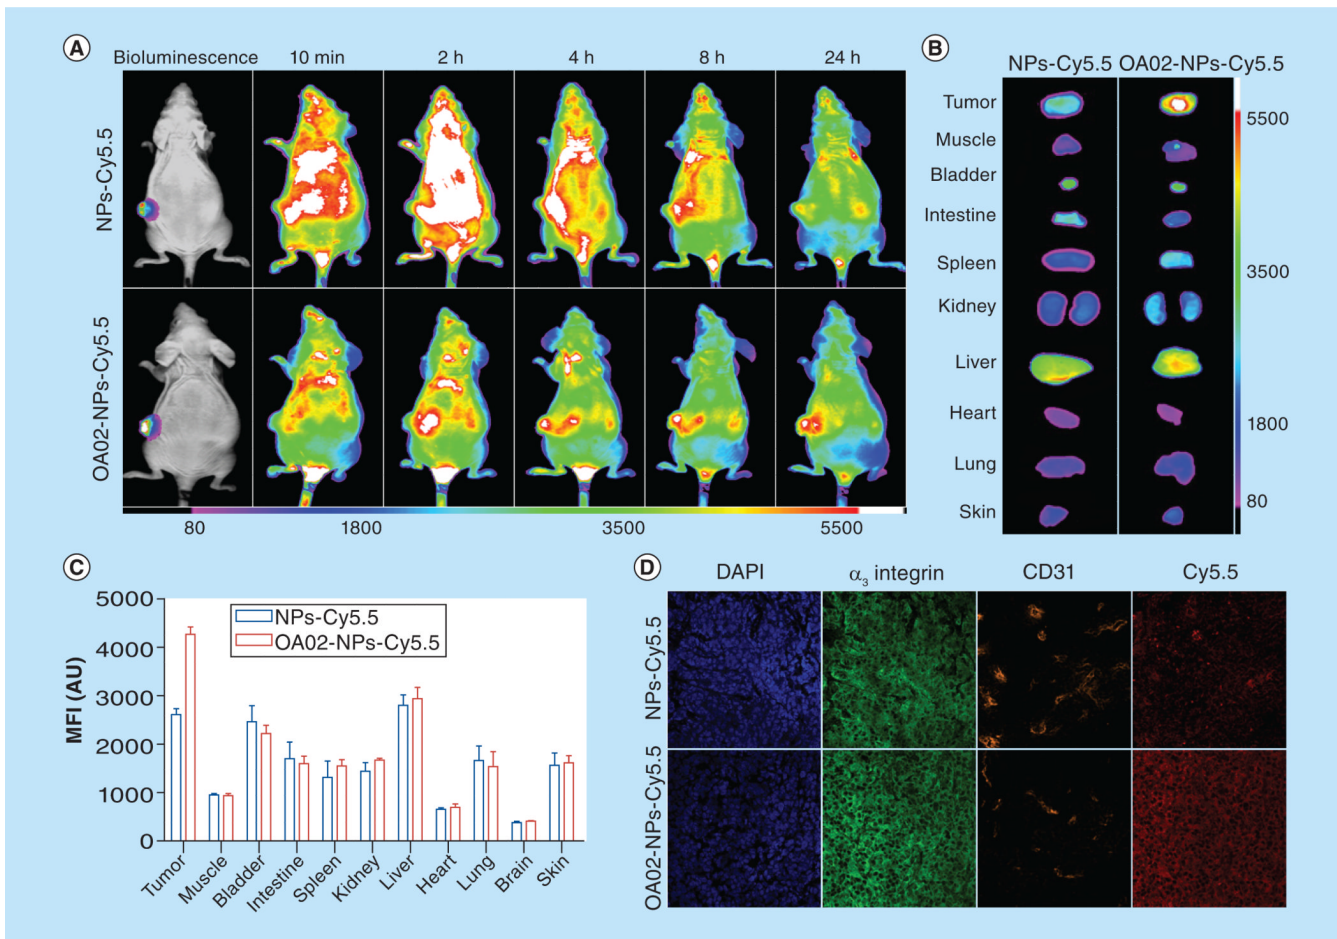 A
Bioluminescence 10 min 2 h 4 h 8 h 24 h
NPs-Cy5.5
OA02-NPs-Cy5.5
80 1800 3500 5500
B
NPs-Cy5.5 OA02-NPs-Cy5.5
Tumor
Muscle
Bladder
Intestine
Spleen
Kidney
Liver
Heart
Lung
Skin
5500
3500
1800
80
C
MFI (AU)
5000
4000
3000
2000
1000
0
NPs-Cy5.5
OA02-NPs-Cy5.5
Tumor
Muscle
Bladder
Intestine
Spleen
Kidney
Liver
Heart
Lung
Brain
Skin
D
DAPI α₃ integrin CD31 Cy5.5
NPs-Cy5.5
OA02-NPs-Cy5.5